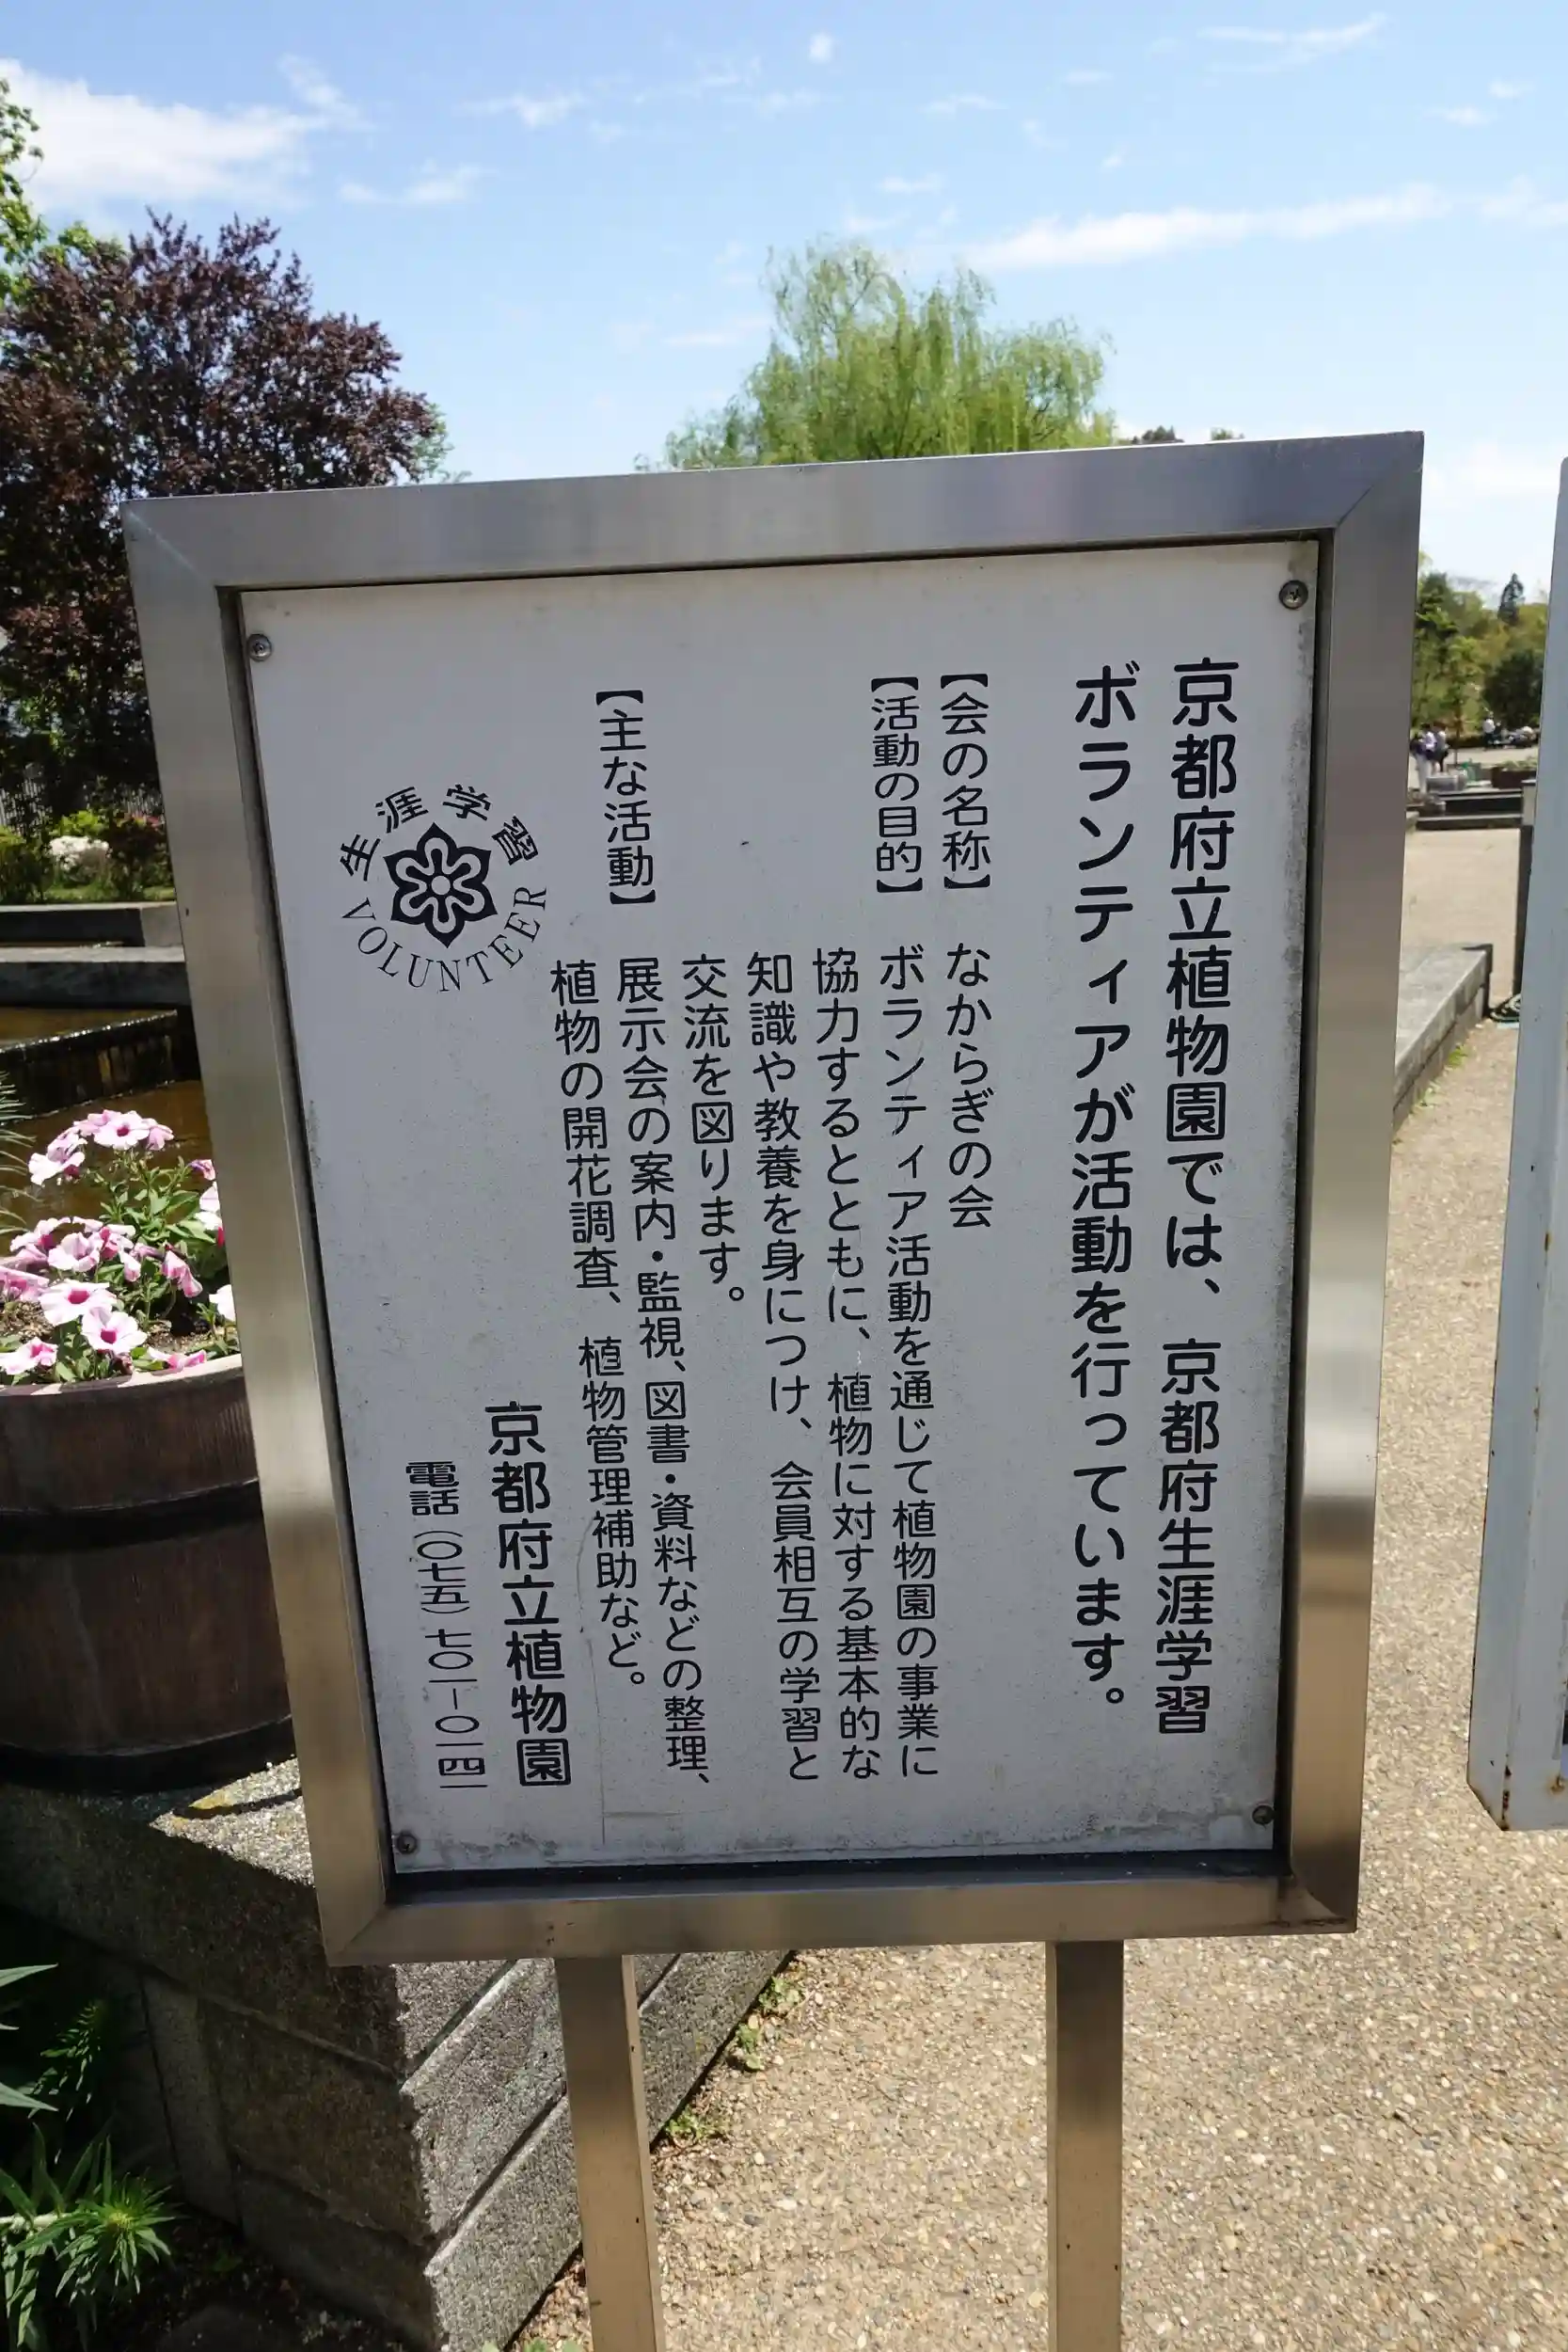 京都府立植物園では、京都府生涯学習
ボランティアが活動を行っています。
【会の名称】 なからぎの会
【活動の目的】 ボランティア活動を通じて植物園の事業に
協力するとともに、植物に対する基本的な
知識や教養を身につけ、会員相互の学習と
交流を図ります。
【主な活動】 展示会の案内・監視、図書・資料などの整理、
植物の開花調査、植物管理補助など。
京都府立植物園
電話（〇七五）七〇一ー〇一四一
生涯学習
VOLUNTEER